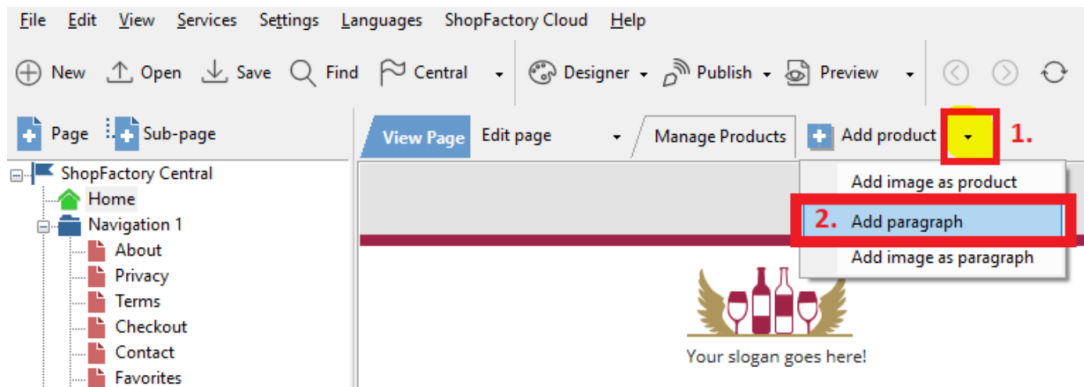 File Edit View Services Settings Languages ShopFactory Cloud Help
New Open Save Find Central Designer Publish Preview
Page Sub-page View Page Edit page Manage Products Add product 1.
ShopFactory Central
Add image as product
Home
2. Add paragraph
Navigation 1
About
Add image as paragraph
Privacy
Terms
Checkout
Contact
Your slogan goes here!
Favorites